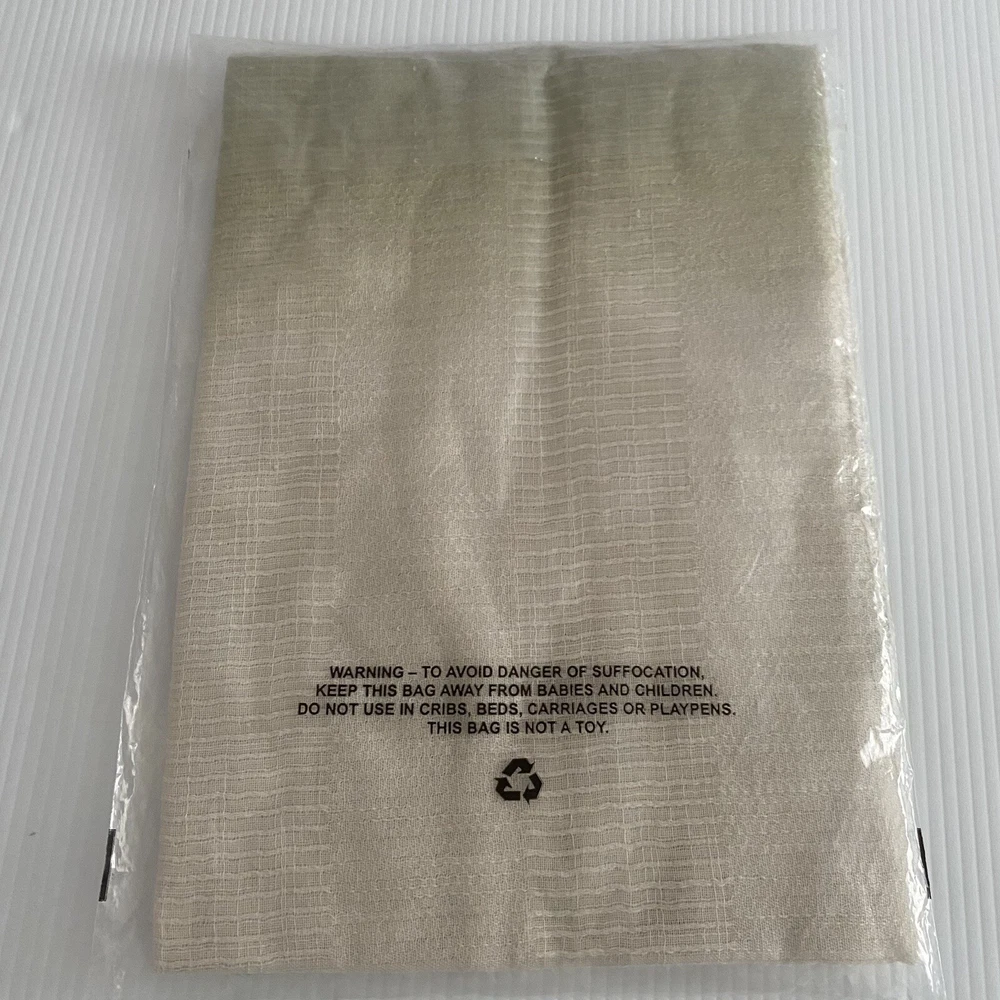 WARNING – TO AVOID DANGER OF SUFFOCATION,
KEEP THIS BAG AWAY FROM BABIES AND CHILDREN.
DO NOT USE IN CRIBS, BEDS, CARRIAGES OR PLAYPENS.
THIS BAG IS NOT A TOY.